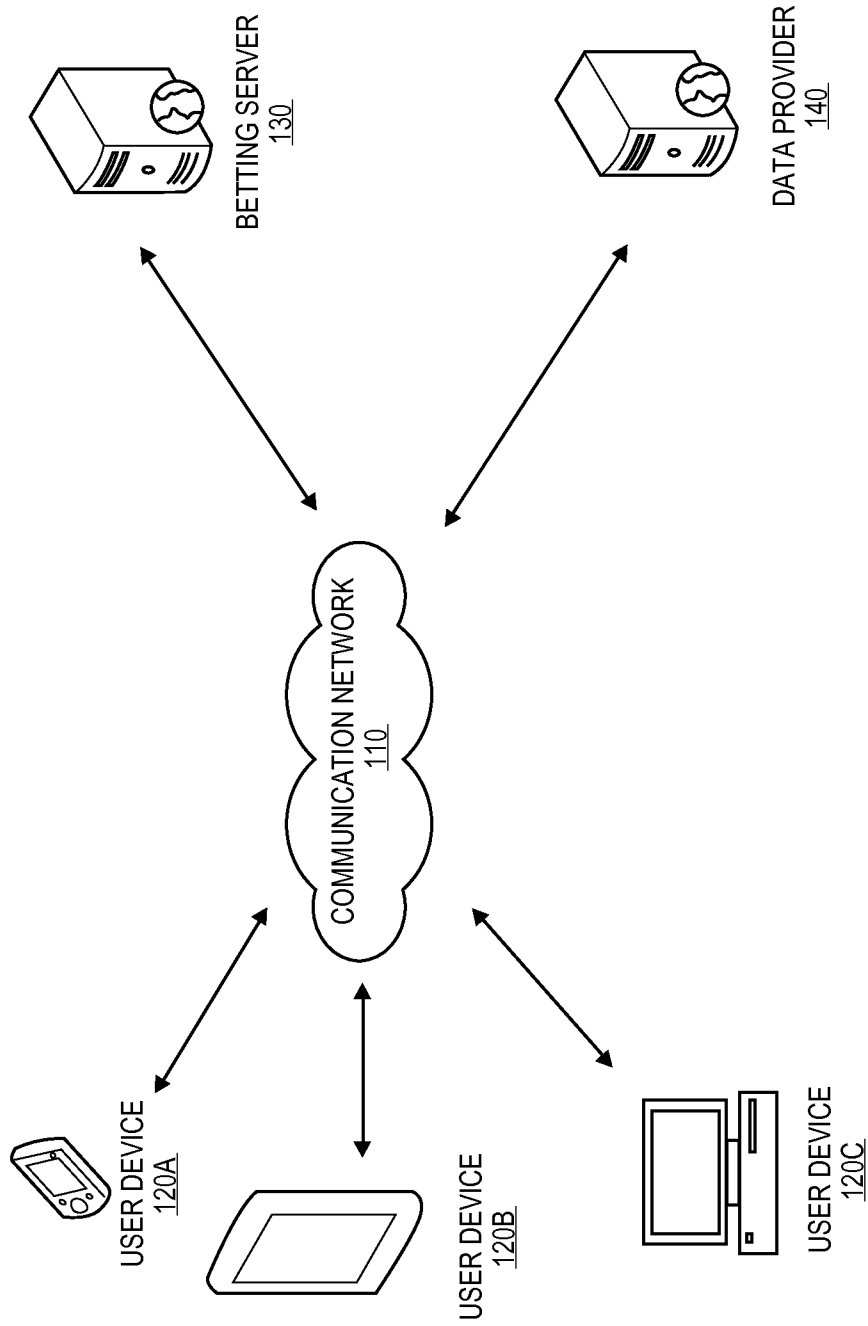 USER DEVICE
120A
USER DEVICE
120B
USER DEVICE
120C
COMMUNICATION NETWORK
110
BETTING SERVER
130
DATA PROVIDER
140